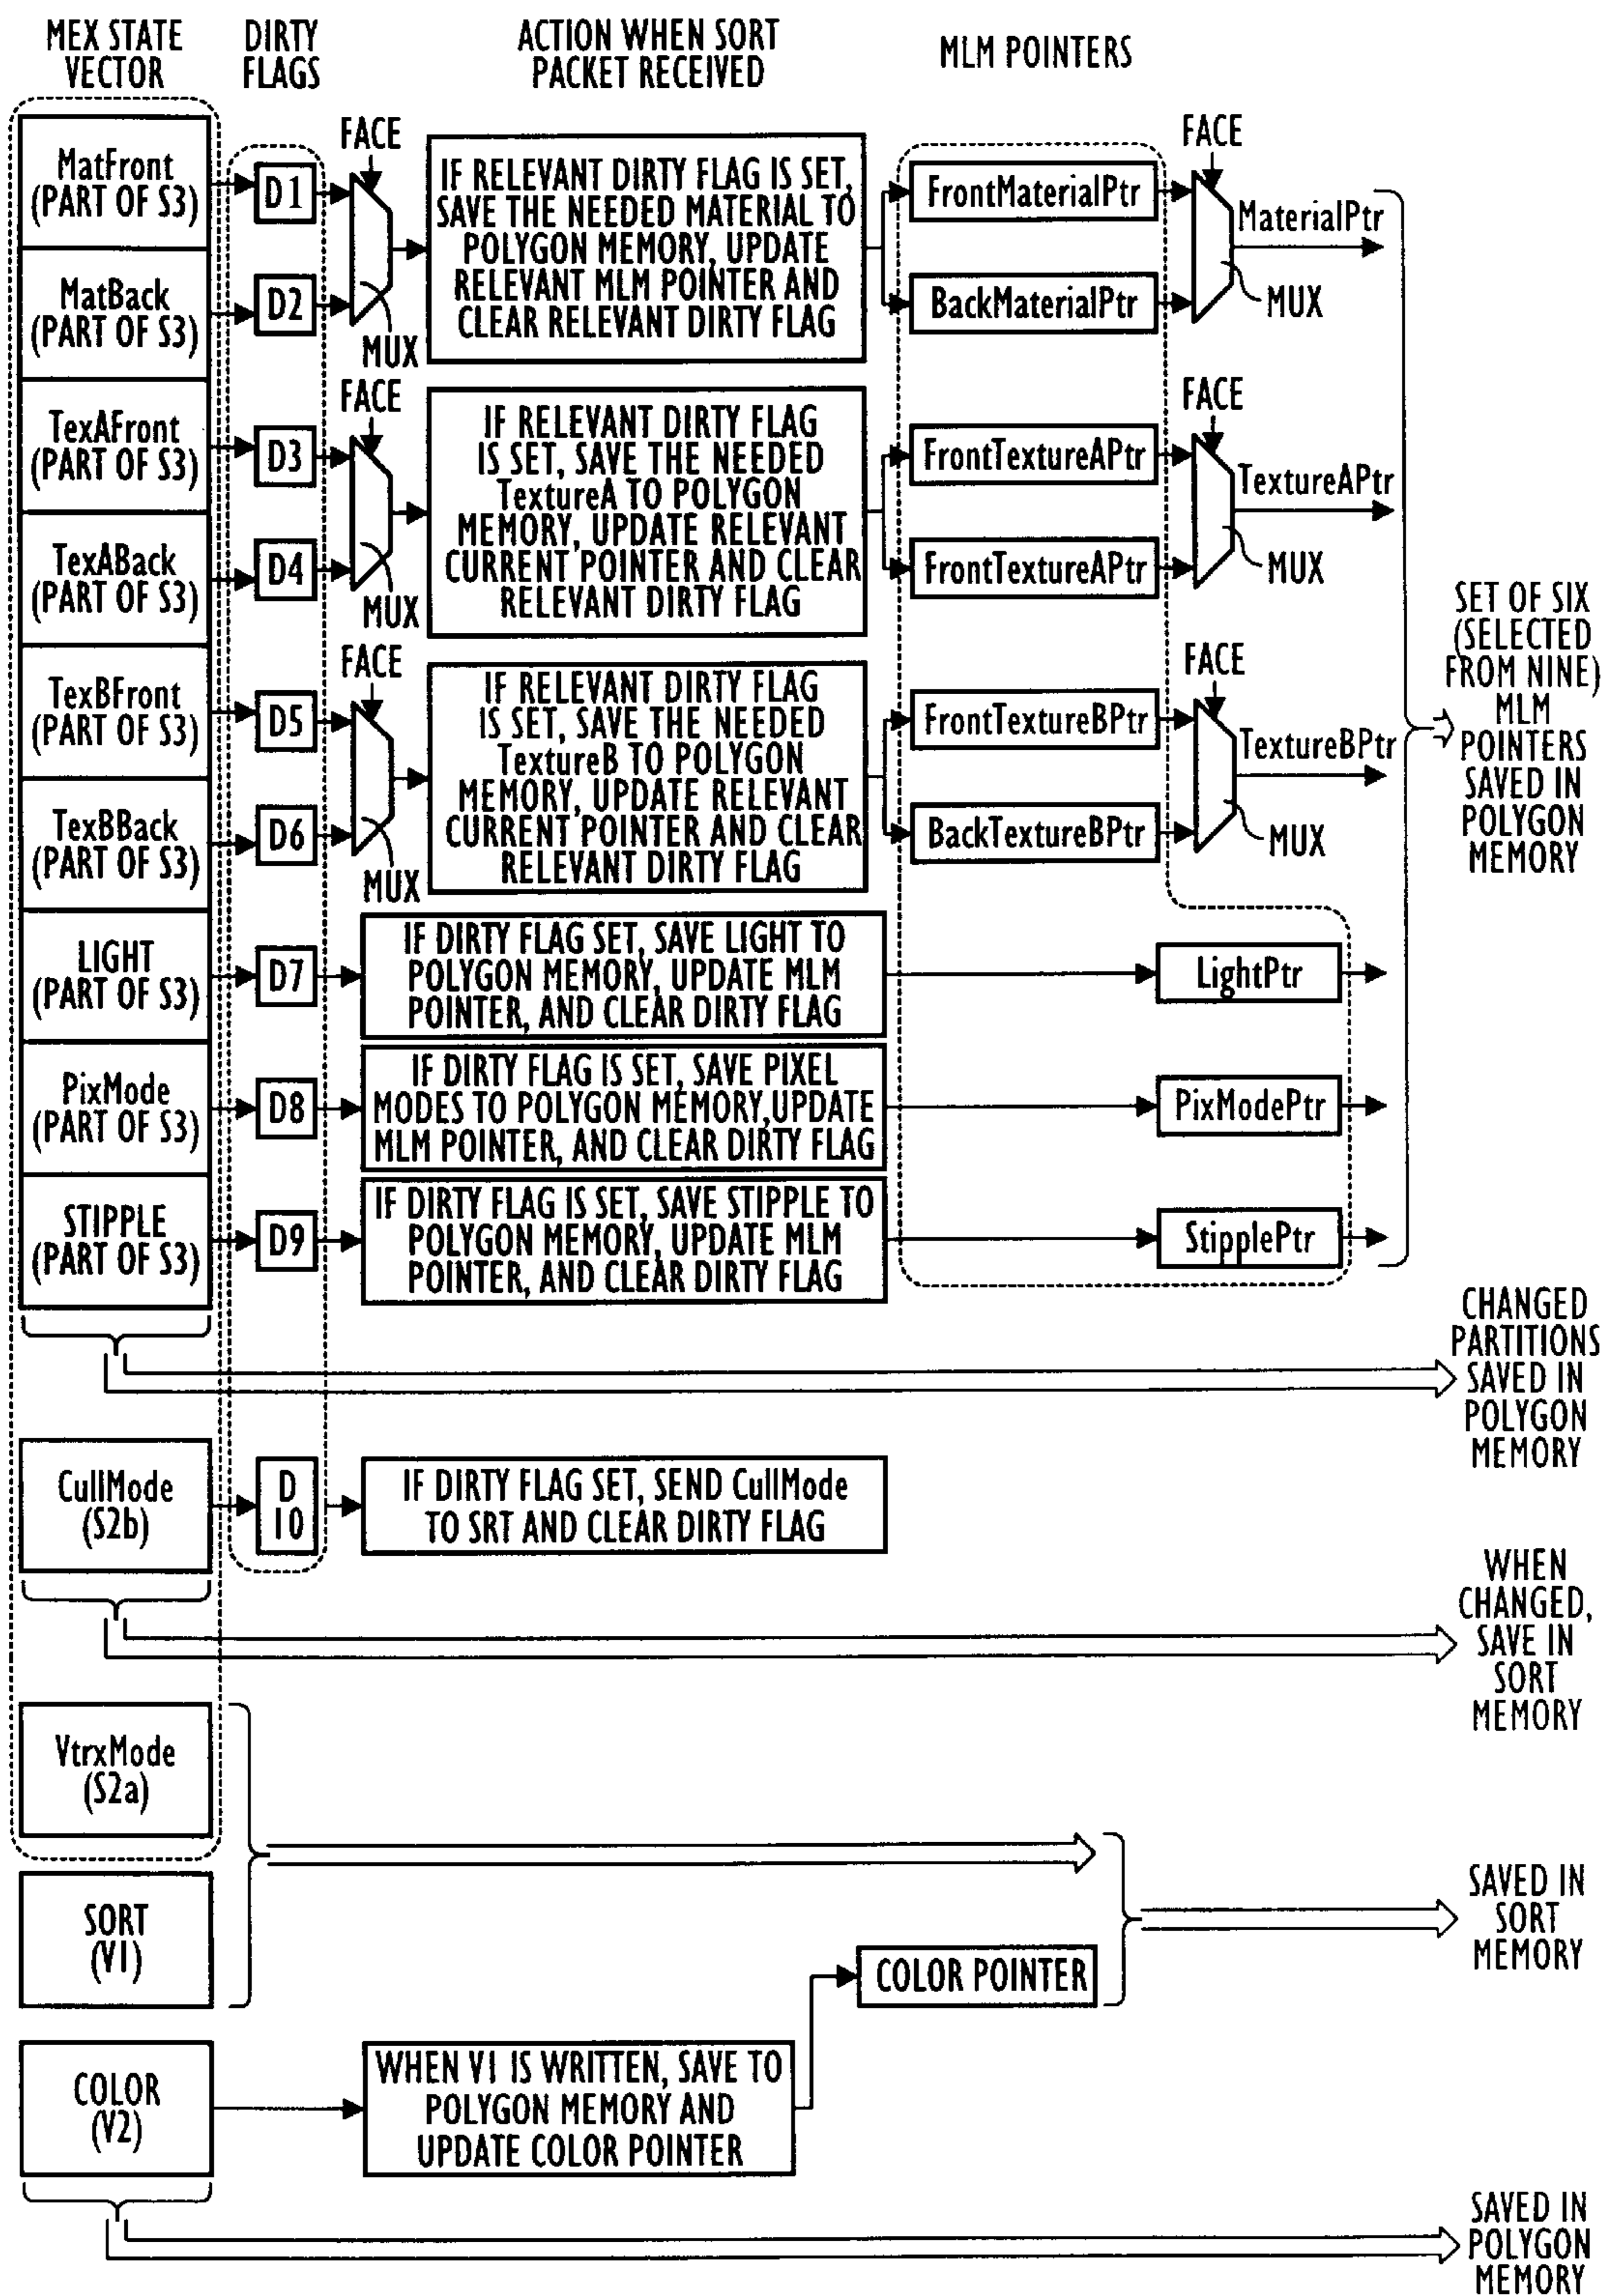 MEX STATE
VECTOR
DIRTY
FLAGS
ACTION WHEN SORT
PACKET RECEIVED
MLM POINTERS
MatFront
(PART OF S3)
D1
FACE
IF RELEVANT DIRTY FLAG IS SET,
SAVE THE NEEDED MATERIAL TO
POLYGON MEMORY, UPDATE
RELEVANT MLM POINTER AND
CLEAR RELEVANT DIRTY FLAG
FrontMaterialPtr
FACE
MaterialPtr
MatBack
(PART OF S3)
D2
MUX
BackMaterialPtr
MUX
TexAFront
(PART OF S3)
D3
FACE
IF RELEVANT DIRTY FLAG
IS SET, SAVE THE NEEDED
TextureA TO POLYGON
MEMORY, UPDATE RELEVANT
CURRENT POINTER AND CLEAR
RELEVANT DIRTY FLAG
FrontTextureAPtr
FACE
TextureAPtr
TexABack
(PART OF S3)
D4
MUX
FrontTextureAPtr
MUX
TexBFront
(PART OF S3)
D5
FACE
IF RELEVANT DIRTY FLAG
IS SET, SAVE THE NEEDED
TextureB TO POLYGON
MEMORY, UPDATE RELEVANT
CURRENT POINTER AND CLEAR
RELEVANT DIRTY FLAG
FrontTextureBPtr
FACE
TextureBPtr
TexBBack
(PART OF S3)
D6
MUX
BackTextureBPtr
MUX
SET OF SIX
(SELECTED
FROM NINE)
MLM
POINTERS
SAVED IN
POLYGON
MEMORY
LIGHT
(PART OF S3)
D7
IF DIRTY FLAG SET, SAVE LIGHT TO
POLYGON MEMORY, UPDATE MLM
POINTER, AND CLEAR DIRTY FLAG
LightPtr
PixMode
(PART OF S3)
D8
IF DIRTY FLAG IS SET, SAVE PIXEL
MODES TO POLYGON MEMORY,UPDATE
MLM POINTER, AND CLEAR DIRTY FLAG
PixModePtr
STIPPLE
(PART OF S3)
D9
IF DIRTY FLAG IS SET, SAVE STIPPLE TO
POLYGON MEMORY, UPDATE MLM
POINTER, AND CLEAR DIRTY FLAG
StipplePtr
CHANGED
PARTITIONS
SAVED IN
POLYGON
MEMORY
CullMode
(S2b)
D
10
IF DIRTY FLAG SET, SEND CullMode
TO SRT AND CLEAR DIRTY FLAG
WHEN
CHANGED,
SAVE IN
SORT
MEMORY
VtrxMode
(S2a)
SORT
(V1)
SAVED IN
SORT
MEMORY
COLOR POINTER
COLOR
(V2)
WHEN V1 IS WRITTEN, SAVE TO
POLYGON MEMORY AND
UPDATE COLOR POINTER
SAVED IN
POLYGON
MEMORY